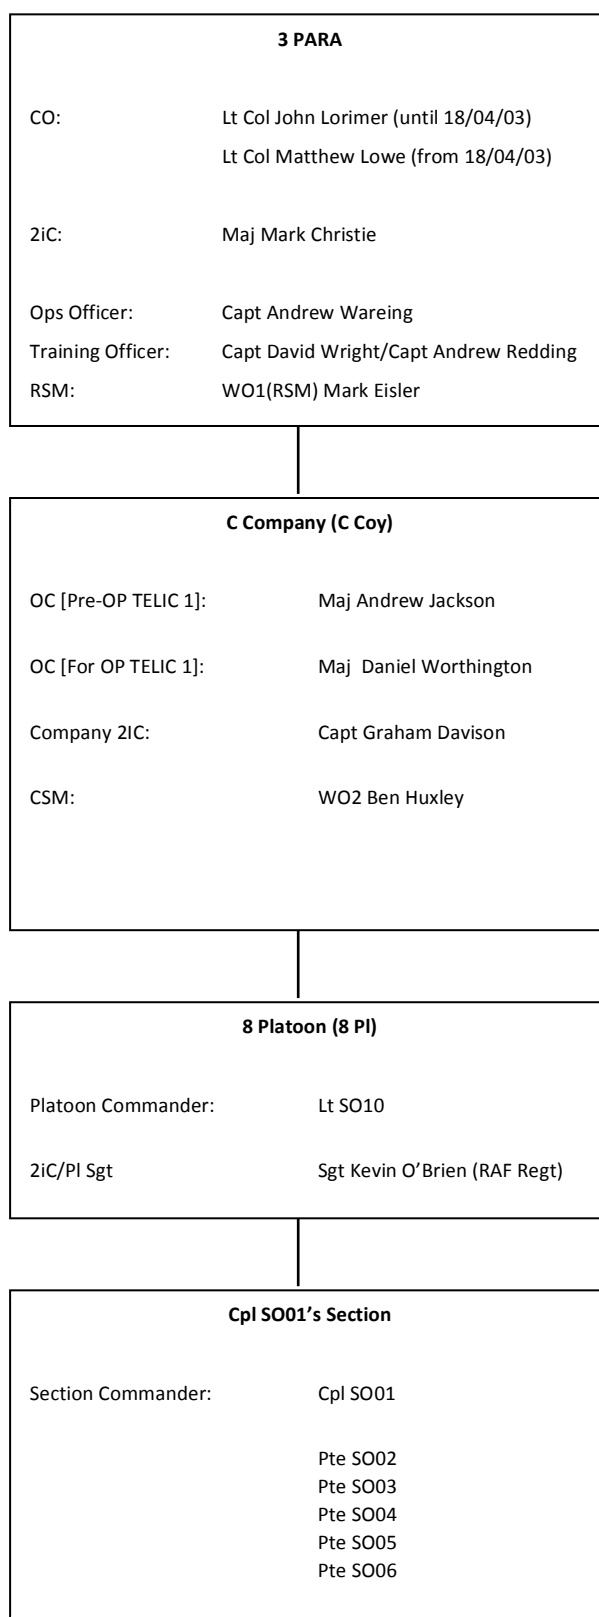 3 PARA
CO: Lt Col John Lorimer (until 18/04/03)
Lt Col Matthew Lowe (from 18/04/03)
2iC: Maj Mark Christie
Ops Officer: Capt Andrew Wareing
Training Officer: Capt David Wright/Capt Andrew Redding
RSM: WO1(RSM) Mark Eisler
C Company (C Coy)
OC [Pre-OP TELIC 1]: Maj Andrew Jackson
OC [For OP TELIC 1]: Maj Daniel Worthington
Company 2IC: Capt Graham Davison
CSM: WO2 Ben Huxley
8 Platoon (8 Pl)
Platoon Commander: Lt SO10
2iC/Pl Sgt Sgt Kevin O’Brien (RAF Regt)
Cpl SO01’s Section
Section Commander: Cpl SO01
Pte SO02
Pte SO03
Pte SO04
Pte SO05
Pte SO06